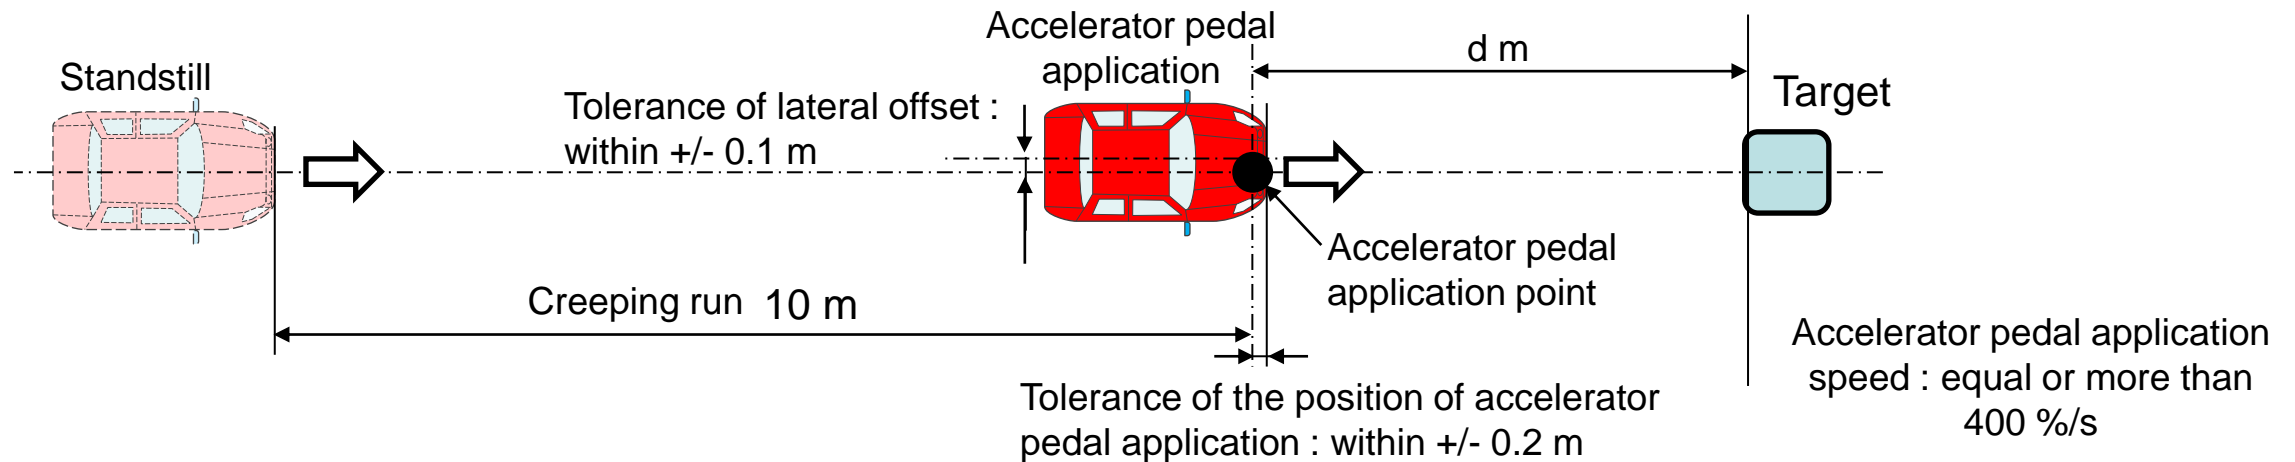 Standstill
Tolerance of lateral offset :
within +/- 0.1 m
Accelerator pedal
application
d m
Target
Accelerator pedal
application point
Creeping run 10 m
Tolerance of the position of accelerator
pedal application : within +/- 0.2 m
Accelerator pedal application
speed : equal or more than
400 %/s